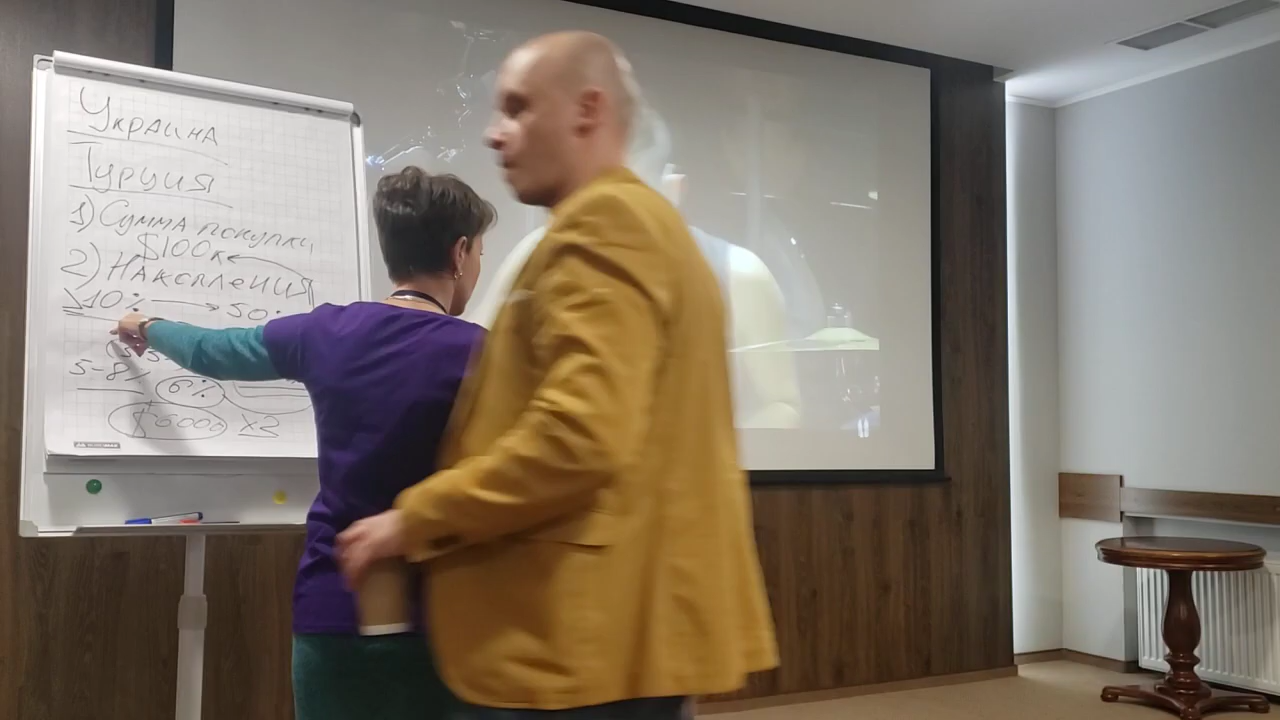 Украина
Турция
1) Сумма покупки
$100к
2) Накопления
10% → 50%
5-8%
6%
$6000 x2